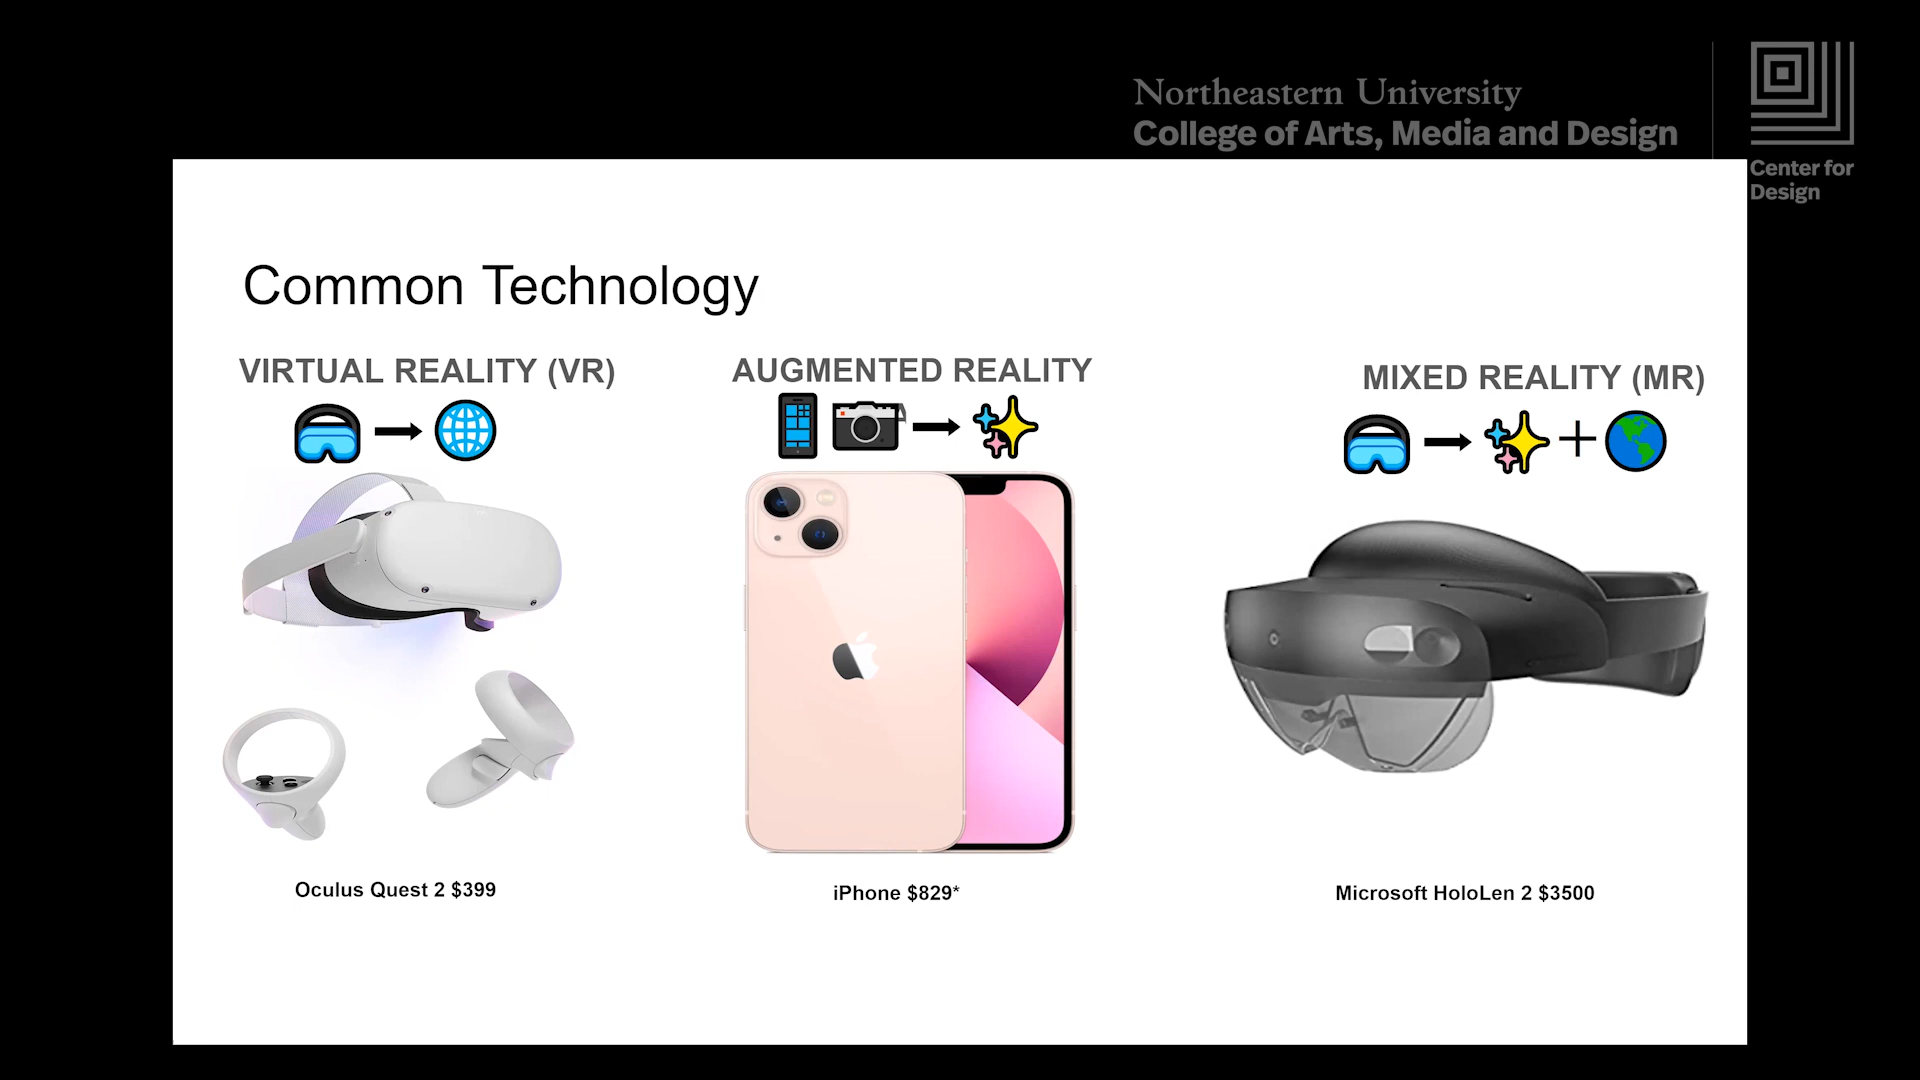 Northeastern University
College of Arts, Media and Design
Center for
Design
Common Technology
VIRTUAL REALITY (VR)
AUGMENTED REALITY
MIXED REALITY (MR)
Oculus Quest 2 $399
iPhone $829*
Microsoft HoloLen 2 $3500